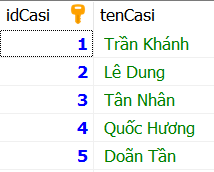 idCasi tenCasi
1 Trần Khánh
2 Lê Dung
3 Tân Nhân
4 Quốc Hương
5 Doãn Tần